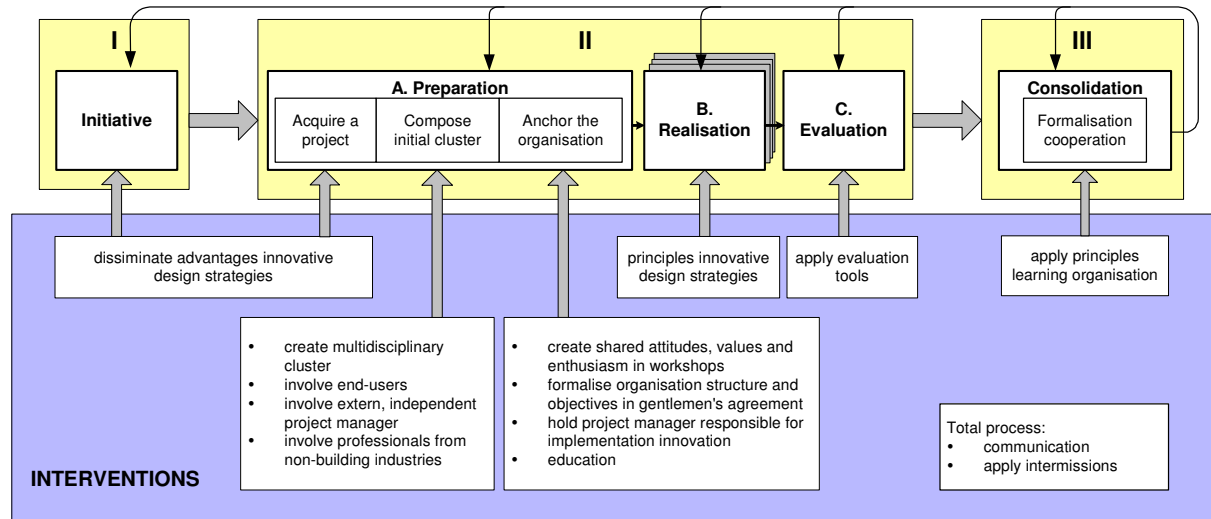 I
II
III
Initiative
A. Preparation
Acquire a
project
Compose
initial cluster
Anchor the
organisation
B.
Realisation
C.
Evaluation
Consolidation
Formalisation
cooperation
dissiminate advantages innovative
design strategies
principles innovative
design strategies
apply evaluation
tools
apply principles
learning organisation
• create multidisciplinary
cluster
• involve end-users
• involve extern, independent
project manager
• involve professionals from
non-building industries
• create shared attitudes, values and
enthusiasm in workshops
• formalise organisation structure and
objectives in gentlemen's agreement
• hold project manager responsible for
implementation innovation
• education
Total process:
• communication
• apply intermissions
INTERVENTIONS